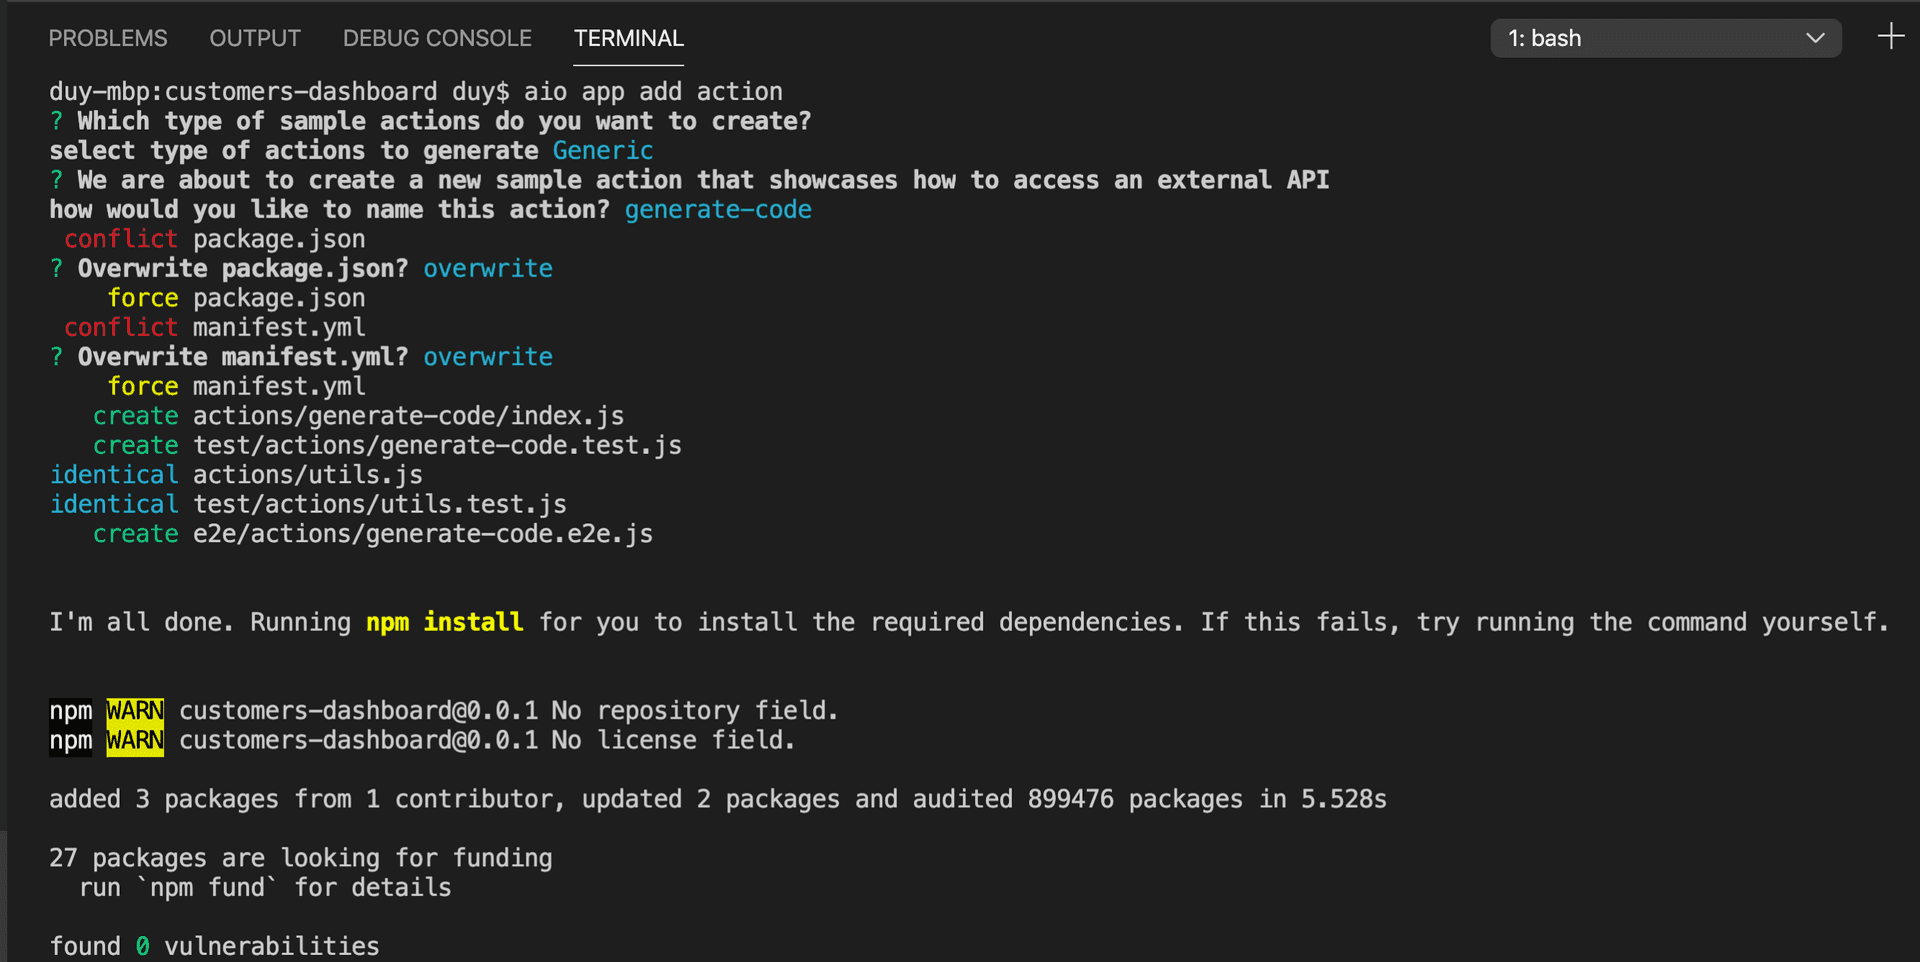 PROBLEMS OUTPUT DEBUG CONSOLE TERMINAL 1: bash
duy-mbp:customers-dashboard duy$ aio app add action
? Which type of sample actions do you want to create?
select type of actions to generate Generic
? We are about to create a new sample action that showcases how to access an external API
how would you like to name this action? generate-code
conflict package.json
? Overwrite package.json? overwrite
force package.json
conflict manifest.yml
? Overwrite manifest.yml? overwrite
force manifest.yml
create actions/generate-code/index.js
create test/actions/generate-code.test.js
identical actions/utils.js
identical test/actions/utils.test.js
create e2e/actions/generate-code.e2e.js
I'm all done. Running npm install for you to install the required dependencies. If this fails, try running the command yourself.
npm WARN customers-dashboard@0.0.1 No repository field.
npm WARN customers-dashboard@0.0.1 No license field.
added 3 packages from 1 contributor, updated 2 packages and audited 899476 packages in 5.528s
27 packages are looking for funding
run `npm fund` for details
found 0 vulnerabilities